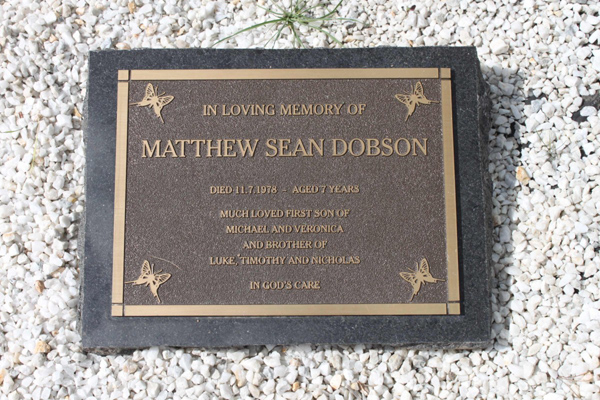 IN LOVING MEMORY OF
MATTHEW SEAN DOBSON
DIED 11.7.1978 - AGED 7 YEARS
MUCH LOVED FIRST SON OF
MICHAEL AND VERONICA
AND BROTHER OF
LUKE, TIMOTHY AND NICHOLAS
IN GOD'S CARE